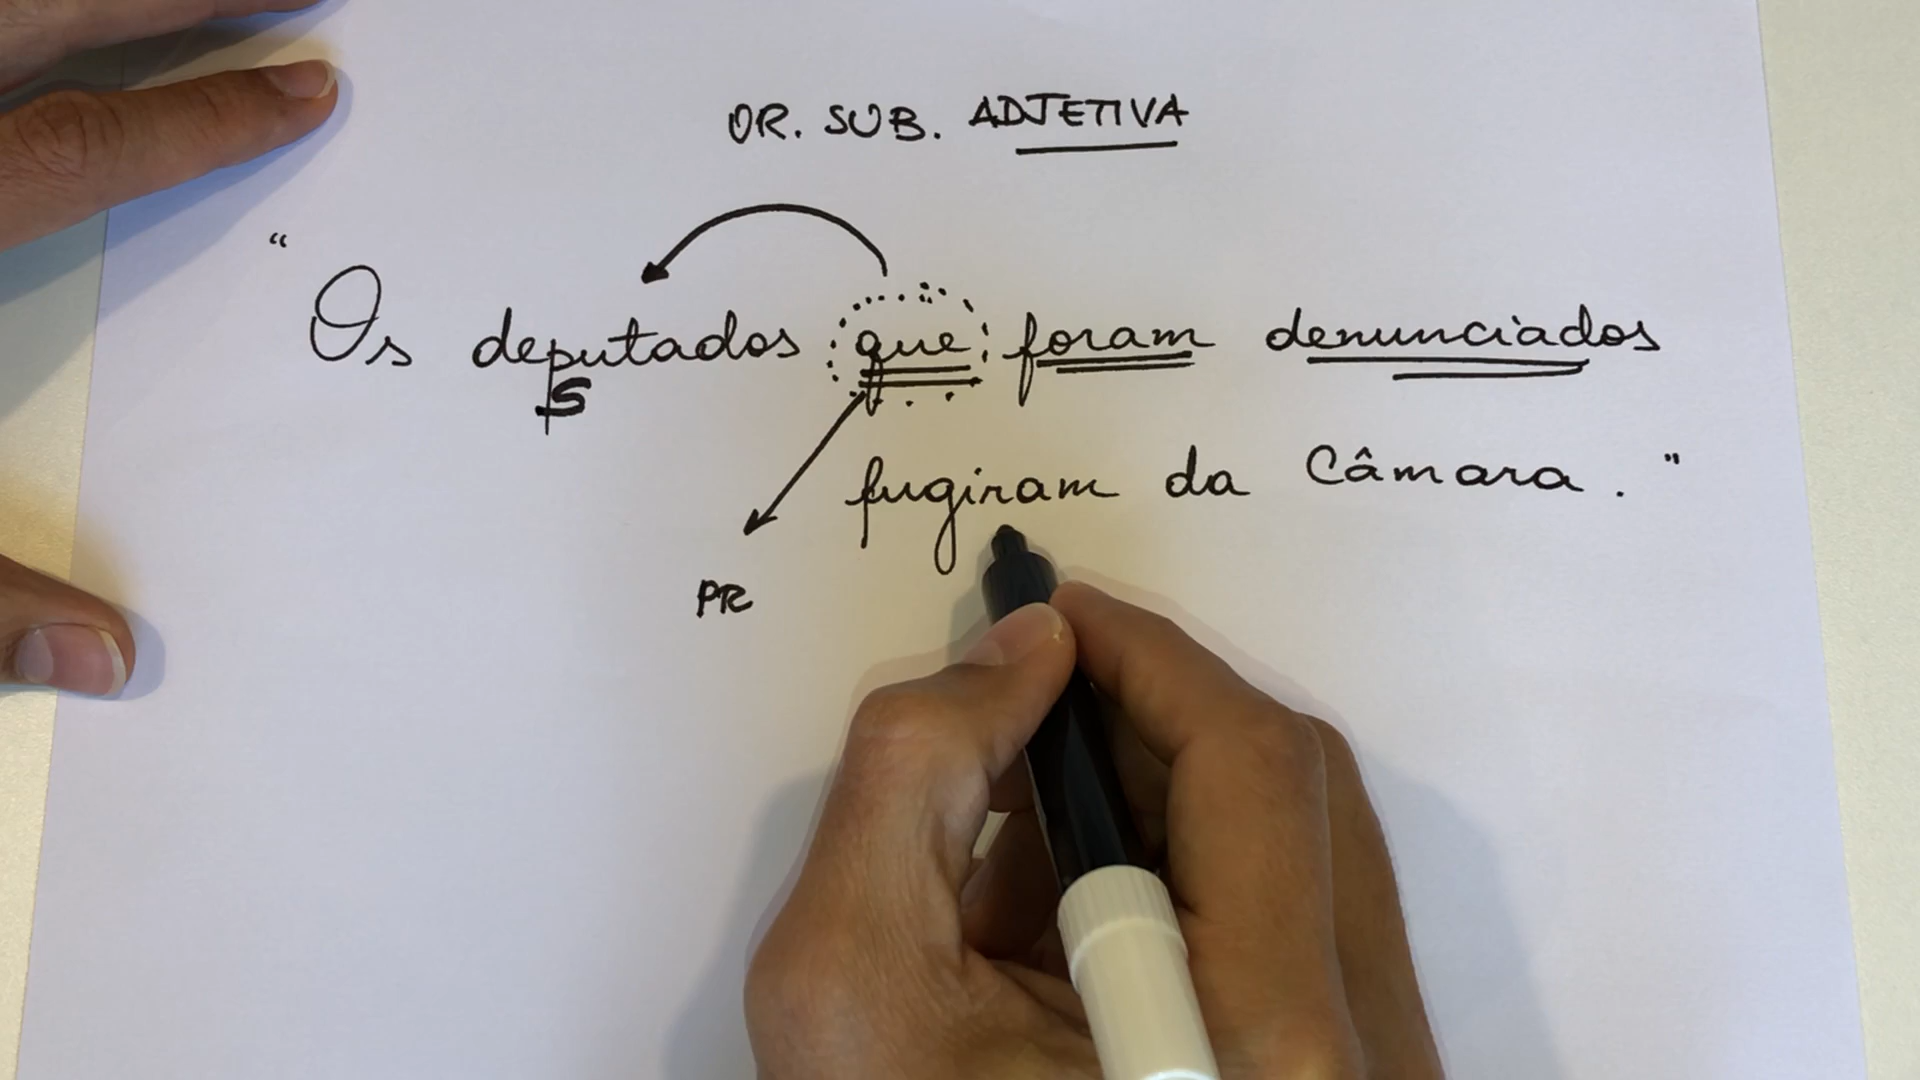 OR. SUB. ADJETIVA
“Os deputados que foram denunciados
S
fugiram da Câmara.”
PR